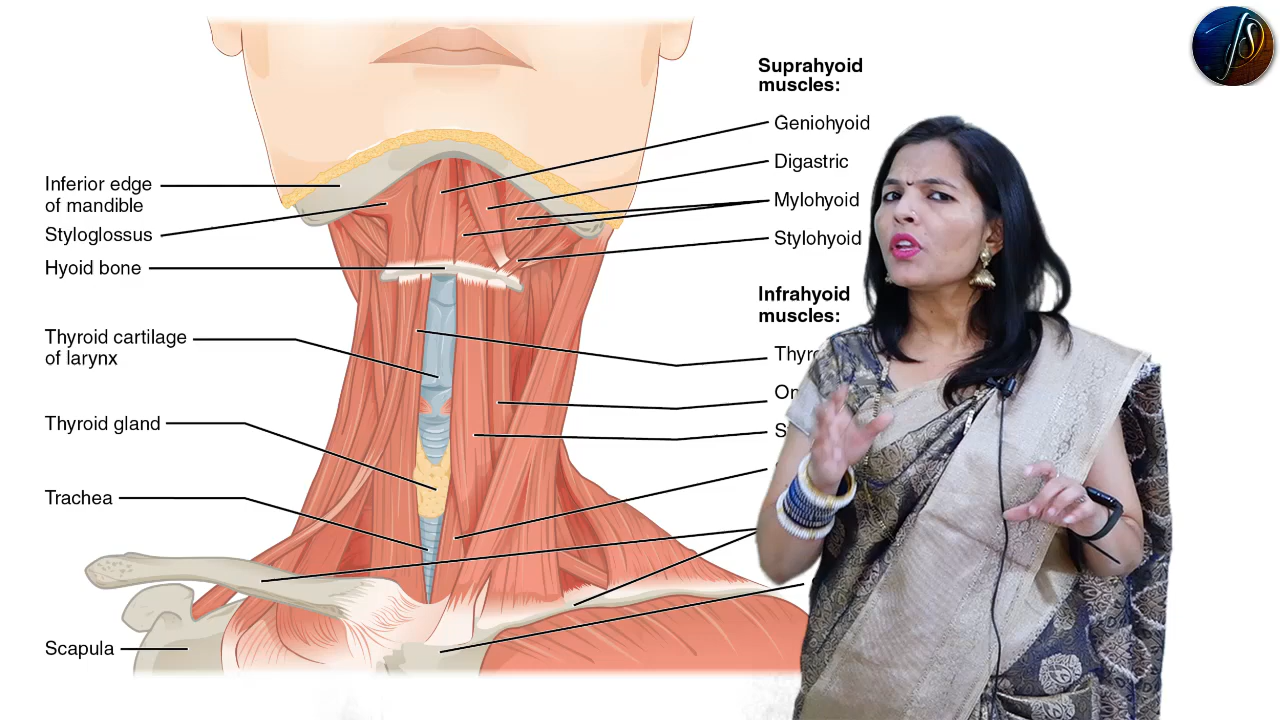 Suprahyoid
muscles:
Geniohyoid
Digastric
Mylohyoid
Stylohyoid
Infrahyoid
muscles:
Inferior edge
of mandible
Styloglossus
Hyoid bone
Thyroid cartilage
of larynx
Thyroid gland
Trachea
Scapula